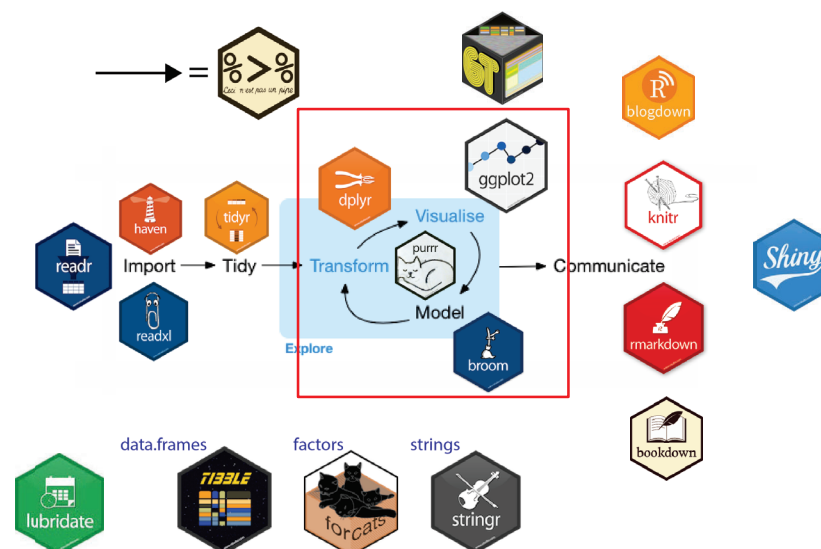 = % > %
Ceci n'est pas un pipe
GT
blogdown
dplyr
ggplot2
haven
tidyr
Visualise
knitr
purrr
readr
Import
Tidy
Transform
Communicate
Shiny
readxl
Model
rmarkdown
Explore
broom
bookdown
data.frames
factors
strings
TIBBLE
lubridate
forcats
stringr
R